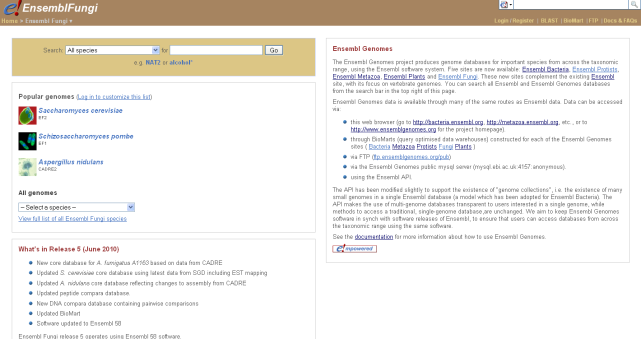 e! EnsemblFungi
Home > Ensembl Fungi
Login / Register | BLAST | BioMart | FTP | Docs & FAQs
Search: All species for Go
e.g. NAT2 or alcohol*
Popular genomes (Log in to customize this list)
Saccharomyces cerevisiae
EF2
Schizosaccharomyces pombe
EF1
Aspergillus nidulans
CADRE2
All genomes
-- Select a species --
View full list of all Ensembl Fungi species
What's in Release 5 (June 2010)
New core database for A. fumigatus A1163 based on data from CADRE
Updated S. cerevisiae core database using latest data from SGD including EST mapping
Updated A. nidulans core database reflecting changes to assembly from CADRE
Updated peptide compara database
New DNA compara database containing pairwise comparisons
Updated BioMart
Software updated to Ensembl 58
Ensembl Fungi release 5 operates using Ensembl 58 software.
Ensembl Genomes
The Ensembl Genomes project produces genome databases for important species from across the taxonomic
range, using the Ensembl software system. Five sites are now available: Ensembl Bacteria, Ensembl Protists,
Ensembl Metazoa, Ensembl Plants and Ensembl Fungi. These new sites complement the existing Ensembl
site, with its focus on vertebrate genomes. You can search all Ensembl and Ensembl Genomes databases
from the search bar in the top right of this page.
Ensembl Genomes data is available through many of the same routes as Ensembl data. Data can be accessed
via:
this web browser (go to http://bacteria.ensembl.org, http://metazoa.ensembl.org, etc., or to
http://www.ensemblgenomes.org for the project homepage).
through BioMarts (query optimised data warehouses) constructed for each of the Ensembl Genomes
sites ( Bacteria Metazoa Protists Fungi Plants )
via FTP (ftp.ensemblgenomes.org/pub)
via the Ensembl Genomes public mysql server (mysql.ebi.ac.uk:4157:anonymous).
using the Ensembl API.
The API has been modified slightly to support the existence of "genome collections", i.e. the existence of many
small genomes in a single Ensembl database (a model which has been adopted for Ensembl Bacteria). The
API makes the use of multi-genome databases transparent to users interested in a single genome, while
methods to access a traditional, single-genome database,are unchanged. We aim to keep Ensembl Genomes
software in synch with software releases of Ensembl, to ensure that users can access databases from across
the taxonomic range using the same software.
See the documentation for more information about how to use Ensembl Genomes.
e! mpowered